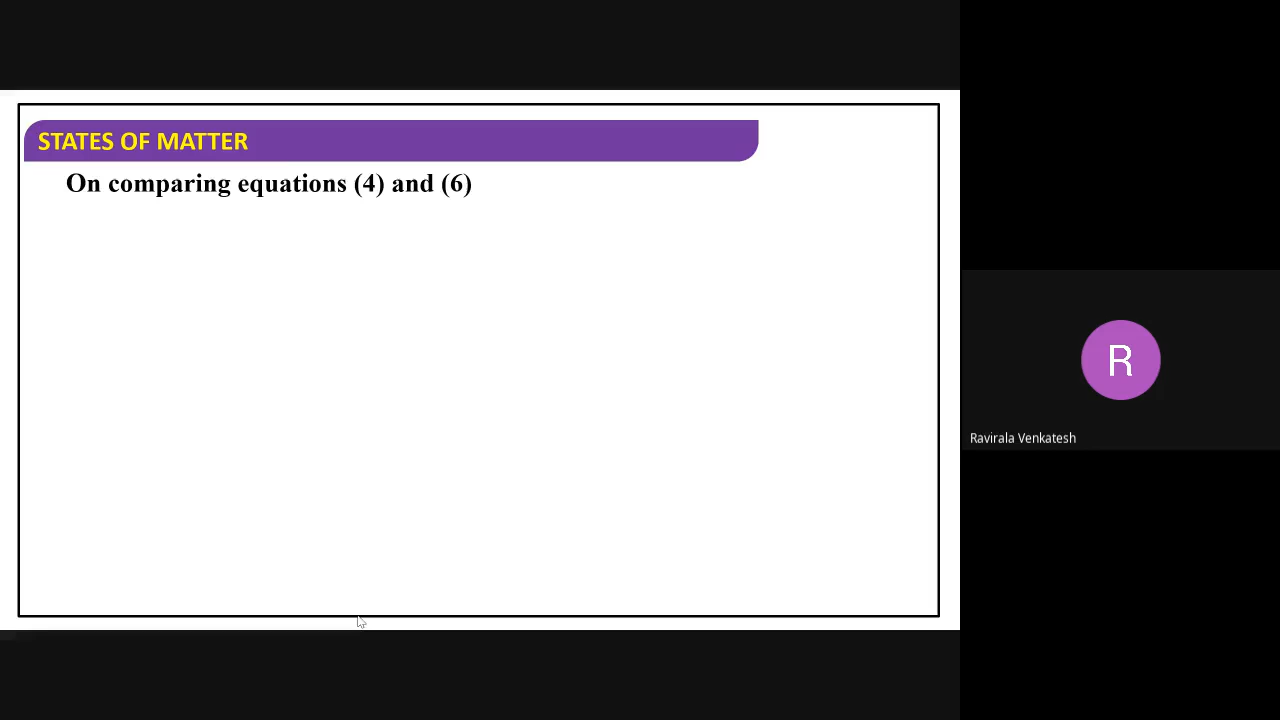 STATES OF MATTER
On comparing equations (4) and (6)
R
Ravirala Venkatesh